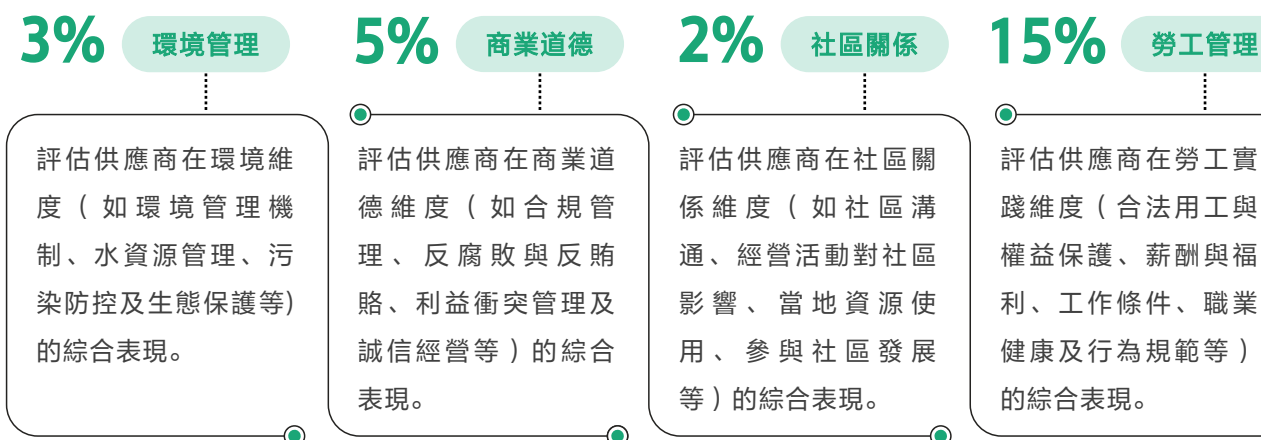 3% 環境管理
評估供應商在環境維
度（如環境管理機
制、水資源管理、污
染防控及生態保護等)
的綜合表現。
5% 商業道德
評估供應商在商業道
德維度（如合規管
理、反腐敗與反賄
賂、利益衝突管理及
誠信經營等）的綜合
表現。
2% 社區關係
評估供應商在社區關
係維度（如社區溝
通、經營活動對社區
影響、當地資源使
用、參與社區發展
等）的綜合表現。
15% 勞工管理
評估供應商在勞工實
踐維度（合法用工與
權益保護、薪酬與福
利、工作條件、職業
健康及行為規範等）
的綜合表現。